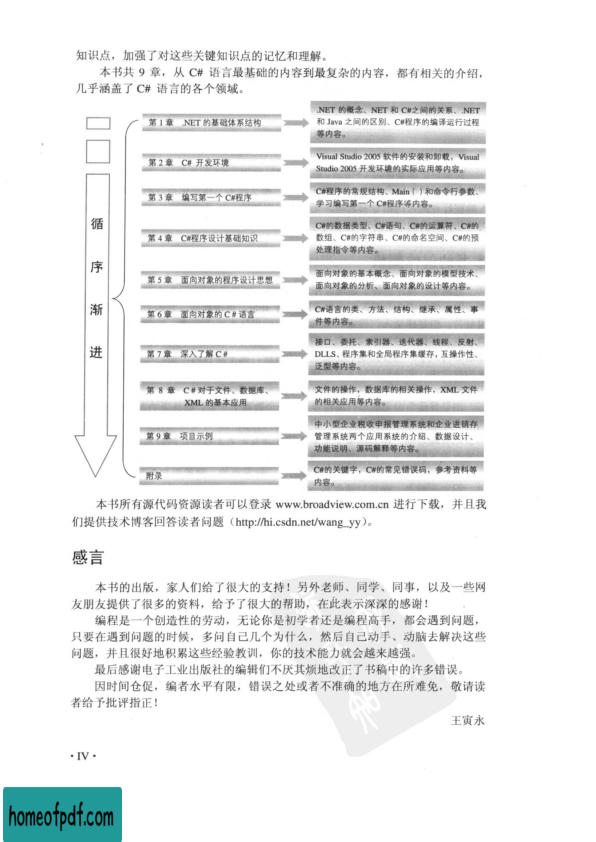 知识点，加强了对这些关键知识点的记忆和理解。
本书共 9 章，从 C# 语言最基础的内容到最复杂的内容，都有相关的介绍，
几乎涵盖了 C# 语言的各个领域。
循
序
渐
进
第 1 章 .NET 的基础体系结构
.NET 的概念、NET 和 C#之间的关系、.NET
和 Java 之间的区别、C#程序的编译运行过程
等内容。
第 2 章 C# 开发环境
Visual Studio 2005 软件的安装和卸载，Visual
Studio 2005 开发环境的实际应用等内容。
第 3 章 编写第一个 C#程序
C#程序的常规结构、Main（）和命令行参数、
学习编写第一个 C#程序等内容。
第 4 章 C#程序设计基础知识
C#的数据类型、C#语句、C#的运算符、C#的
数组、C#的字符串、C#的命名空间、C#的预
处理指令等内容。
第 5 章 面向对象的程序设计思想
面向对象的基本概念、面向对象的模型技术、
面向对象的分析、面向对象的设计等内容。
第 6 章 面向对象的 C # 语言
C#语言的类、方法、结构、继承、属性、事
件等内容。
第 7 章 深入了解 C #
接口、委托、索引器、迭代器、线程、反射、
DLLS、程序集和全局程序集缓存，互操作性、
泛型等内容。
第 8 章 C # 对于文件、数据库、
XML 的基本应用
文件的操作，数据库的相关操作，XML 文件
的相关应用等内容。
第 9 章 项目示例
中小型企业税收申报管理系统和企业进销存
管理系统两个应用系统的介绍、数据设计、
功能说明、源码解释等内容。
附录
C#的关键字，C#的常见错误码，参考资料等
内容。
本书所有源代码资源读者可以登录 www.broadview.com.cn 进行下载，并且我
们提供技术博客回答读者问题（http://hi.csdn.net/wang_yy）。
感言
本书的出版，家人们给了很大的支持！另外老师、同学、同事，以及一些网
友朋友提供了很多的资料，给予了很大的帮助，在此表示深深的感谢！
编程是一个创造性的劳动，无论你是初学者还是编程高手，都会遇到问题，
只要在遇到问题的时候，多问自己几个为什么，然后自己动手、动脑去解决这些
问题，并且很好地积累这些经验教训，你的技术能力就会越来越强。
最后感谢电子工业出版社的编辑们不厌其烦地改正了书稿中的许多错误。
因时间仓促，编者水平有限，错误之处或者不准确的地方在所难免，敬请读
者给予批评指正！
王寅永
·IV·
homeofpdf.com